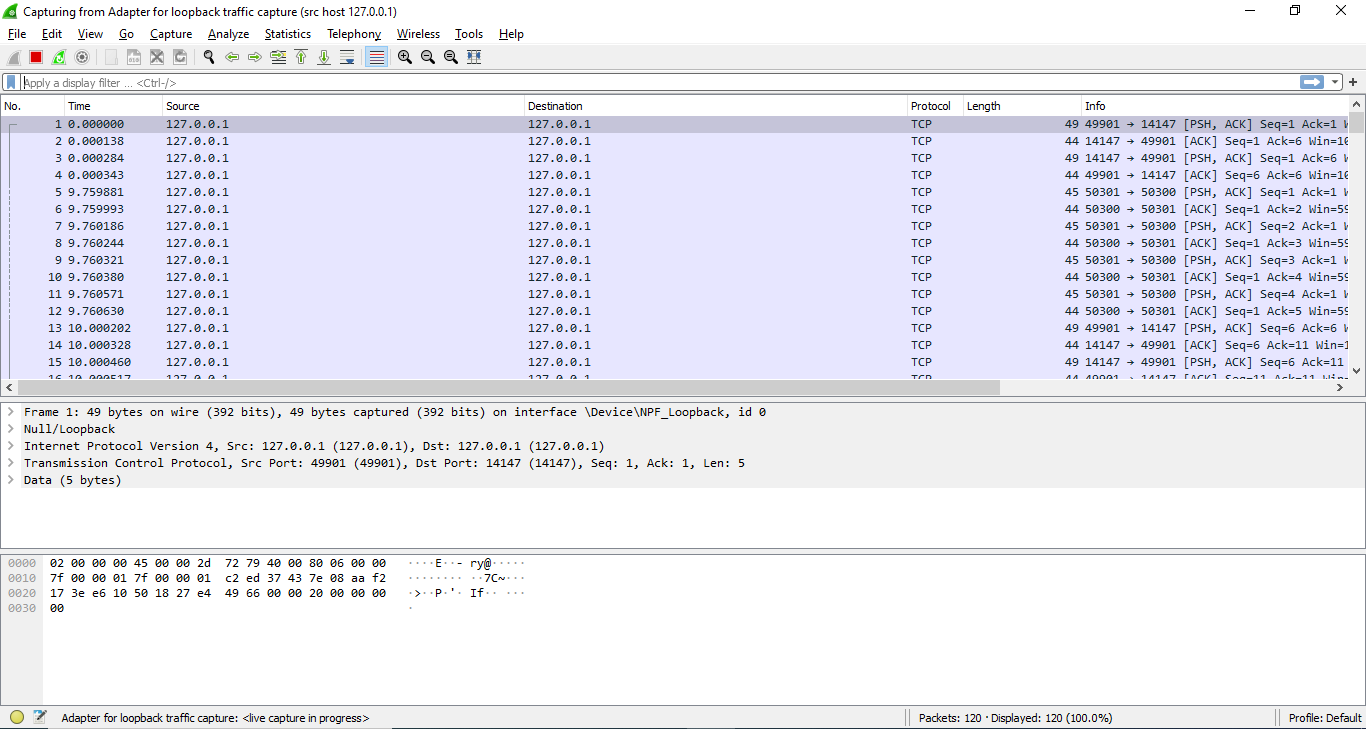 Capturing from Adapter for loopback traffic capture (src host 127.0.0.1)
File Edit View Go Capture Analyze Statistics Telephony Wireless Tools Help
Apply a display filter ... <Ctrl-/>
No. Time Source Destination Protocol Length Info
1 0.000000 127.0.0.1 127.0.0.1 TCP 49 49901 → 14147 [PSH, ACK] Seq=1 Ack=1 W
2 0.000138 127.0.0.1 127.0.0.1 TCP 44 14147 → 49901 [ACK] Seq=1 Ack=6 Win=10
3 0.000284 127.0.0.1 127.0.0.1 TCP 49 14147 → 49901 [PSH, ACK] Seq=1 Ack=6 W
4 0.000343 127.0.0.1 127.0.0.1 TCP 44 49901 → 14147 [ACK] Seq=6 Ack=6 Win=10
5 9.759881 127.0.0.1 127.0.0.1 TCP 45 50301 → 50300 [PSH, ACK] Seq=1 Ack=1 W
6 9.759993 127.0.0.1 127.0.0.1 TCP 44 50300 → 50301 [ACK] Seq=1 Ack=2 Win=59
7 9.760186 127.0.0.1 127.0.0.1 TCP 45 50301 → 50300 [PSH, ACK] Seq=2 Ack=1 W
8 9.760244 127.0.0.1 127.0.0.1 TCP 44 50300 → 50301 [ACK] Seq=1 Ack=3 Win=59
9 9.760321 127.0.0.1 127.0.0.1 TCP 45 50301 → 50300 [PSH, ACK] Seq=3 Ack=1 W
10 9.760380 127.0.0.1 127.0.0.1 TCP 44 50300 → 50301 [ACK] Seq=1 Ack=4 Win=59
11 9.760571 127.0.0.1 127.0.0.1 TCP 45 50301 → 50300 [PSH, ACK] Seq=4 Ack=1 W
12 9.760630 127.0.0.1 127.0.0.1 TCP 44 50300 → 50301 [ACK] Seq=1 Ack=5 Win=59
13 10.000202 127.0.0.1 127.0.0.1 TCP 49 49901 → 14147 [PSH, ACK] Seq=6 Ack=6 W
14 10.000328 127.0.0.1 127.0.0.1 TCP 44 14147 → 49901 [ACK] Seq=6 Ack=11 Win=1
15 10.000460 127.0.0.1 127.0.0.1 TCP 49 14147 → 49901 [PSH, ACK] Seq=6 Ack=11
16 10.000517 127.0.0.1 127.0.0.1 TCP 44 49901 → 14147 [ACK] Seq=11 Ack=11 Win=
Frame 1: 49 bytes on wire (392 bits), 49 bytes captured (392 bits) on interface \Device\NPF_Loopback, id 0
Null/Loopback
Internet Protocol Version 4, Src: 127.0.0.1 (127.0.0.1), Dst: 127.0.0.1 (127.0.0.1)
Transmission Control Protocol, Src Port: 49901 (49901), Dst Port: 14147 (14147), Seq: 1, Ack: 1, Len: 5
Data (5 bytes)
0000 02 00 00 00 45 00 00 2d 72 79 40 00 80 06 00 00 ····E··- ry@·····
0010 7f 00 00 01 7f 00 00 01 c2 ed 37 43 7e 08 aa f2 ········ ··7C~···
0020 17 3e e6 10 50 18 27 e4 49 66 00 00 20 00 00 00 ·>··P·'· If·· ···
0030 00 ·
Adapter for loopback traffic capture: <live capture in progress>
Packets: 120 · Displayed: 120 (100.0%)
Profile: Default